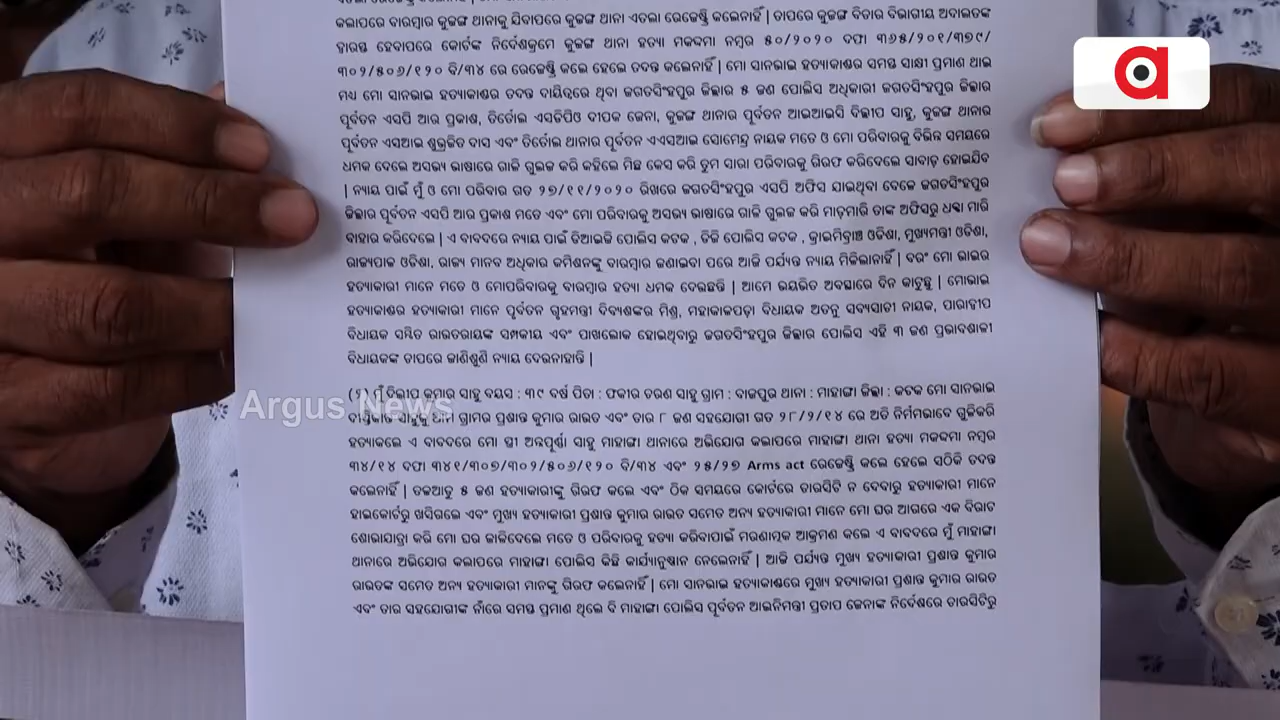 କଲାପରେ ବାରମ୍ବାର କୁଜଙ୍ଗ ଥାନାକୁ ଯିବାପରେ କୁଜଙ୍ଗ ଥାନା ଏତଲା ରେଜେଷ୍ଟ୍ରି କଲେନାହିଁ | ତାପରେ କୁଜଙ୍ଗ ବିଚାର ବିଭାଗୀୟ ଅଦାଲତଙ୍କ
ଦ୍ୱାରସ୍ତ ହେବାପରେ କୋର୍ଟଙ୍କ ନିର୍ଦେଶକ୍ରମେ କୁଜଙ୍ଗ ଥାନା ହତ୍ୟା ମକଦ୍ଦମା ନମ୍ବର ୫୦/୨୦୨୦ ଦଫା ୩୬୫/୨୦୧/୩୭୯/
୩୦୨/୫୦୬/୧୨୦ ବି/୩୪ ରେ ରେଜେଷ୍ଟ୍ରି କଲେ ହେଲେ ତଦନ୍ତ କଲେନାହିଁ | ମୋ ସାନଭାଇ ହତ୍ୟାକାଣ୍ଡର ସମସ୍ତ ସାକ୍ଷୀ ପ୍ରମାଣ ଥାଇ
ମଧ୍ୟ ମୋ ସାନଭାଇ ହତ୍ୟାକାଣ୍ଡର ତଦନ୍ତ ଦାୟିତ୍ୱରେ ଥିବା ଜଗତସିଂହପୁର ଜିଲ୍ଲାର ୫ ଜଣ ପୋଲିସ ଅଧିକାରୀ ଜଗତସିଂହପୁର ଜିଲ୍ଲାର
ପୂର୍ବତନ ଏସପି ଆର ପ୍ରକାଶ, ତିର୍ତୋଲ ଏସଡିପିଓ ଦୀପକ ଜେନା, କୁଜଙ୍ଗ ଥାନାର ପୂର୍ବତନ ଆଇଆଇସି ଦିଲ୍ଲୀପ ସାହୁ, କୁଜଙ୍ଗ ଥାନାର
ପୂର୍ବତନ ଏସଆଇ ଶୁଭ୍ରଜିତ ଦାସ ଏବଂ ତିର୍ତୋଲ ଥାନାର ପୂର୍ବତନ ଏଏସଆଇ ସୋମେନ୍ଦ୍ର ନାୟକ ମତେ ଓ ମୋ ପରିବାରକୁ ବିଭିନ୍ନ ସମୟରେ
ଧମକ ଦେଲେ ଅସଭ୍ୟ ଭାଷାରେ ଗାଳି ଗୁଲଜ କରି କହିଲେ ମିଛ କେସ କରି ତୁମ ସାରା ପରିବାରକୁ ଗିରଫ କରିଦେଲେ ସାବାଡ଼ ହୋଇଯିବ
| ନ୍ୟାୟ ପାଇଁ ମୁଁ ଓ ମୋ ପରିବାର ଗତ ୨୭/୧୧/୨୦୨୦ ରିଖରେ ଜଗତସିଂହପୁର ଏସପି ଅଫିସ ଯାଇଥିବା ବେଳେ ଜଗତସିଂହପୁର
ଜିଲ୍ଲାର ପୂର୍ବତନ ଏସପି ଆର ପ୍ରକାଶ ମତେ ଏବଂ ମୋ ପରିବାରକୁ ଅସଭ୍ୟ ଭାଷାରେ ଗାଳି ଗୁଲଜ କରି ମାଡ଼ମାରି ତାଙ୍କ ଅଫିସରୁ ଧକ୍କା ମାରି
ବାହାର କରିଦେଲେ | ଏ ବାବଦରେ ନ୍ୟାୟ ପାଇଁ ଡିଆଇଜି ପୋଲିସ କଟକ , ଡିଜି ପୋଲିସ କଟକ , କ୍ରାଇମିବ୍ରାଞ୍ଚ ଓଡିଶା, ମୁଖ୍ୟମନ୍ତ୍ରୀ ଓଡିଶା,
ରାଜ୍ୟପାଳ ଓଡିଶା, ରାଜ୍ୟ ମାନବ ଅଧିକାର କମିଶନଙ୍କୁ ବାରମ୍ବାର ଜଣାଇବା ପରେ ଆଜି ପର୍ଯ୍ୟନ୍ତ ନ୍ୟାୟ ମିଳିଲାନାହିଁ | ବରଂ ମୋ ଭାଇର
ହତ୍ୟାକାରୀ ମାନେ ମତେ ଓ ମୋପରିବାରକୁ ବାରମ୍ବାର ହତ୍ୟା ଧମକ ଦେଇଛନ୍ତି | ଆମେ ଭୟଭିତ ଅବସ୍ଥାରେ ଦିନ କାଟୁଛୁ | ମୋଭାଇ
ହତ୍ୟାକାଣ୍ଡର ହତ୍ୟାକାରୀ ମାନେ ପୂର୍ବତନ ଗୃହମନ୍ତ୍ରୀ ଦିବ୍ୟଶଙ୍କର ମିଶ୍ର, ମହାକାଳପଡ଼ା ବିଧାୟକ ଅତନୁ ସବ୍ୟସାଚୀ ନାୟକ, ପାରାଦ୍ୱୀପ
ବିଧାୟକ ସମ୍ବିତ ରାଉତରାୟଙ୍କ ସମ୍ପର୍କୀୟ ଏବଂ ପାଖଲୋକ ହୋଇଥିବାରୁ ଜଗତସିଂହପୁର ଜିଲ୍ଲାର ପୋଲିସ ଏହି ୩ ଜଣ ପ୍ରଭାବଶାଳୀ
ବିଧାୟକଙ୍କ ଚାପରେ ଜାଣିଶୁଣି ନ୍ୟାୟ ଦେଉନାହାନ୍ତି |
ମୁଁ ଦିଲୀପ କୁମାର ସାହୁ ବୟସ : ୩୯ ବର୍ଷ ପିତା : ଫକୀର ଚରଣ ସାହୁ ଗ୍ରାମ : ବାଜପୁର ଥାନା : ମାହାଙ୍ଗା ଜିଲ୍ଲା : କଟକ ମୋ ସାନଭାଇ
ଗ୍ରାମର ପ୍ରଶାନ୍ତ କୁମାର ରାଉତ ଏବଂ ତାର ୮ ଜଣ ସହଯୋଗୀ ଗତ ୨୮/୨/୧୪ ରେ ଅତି ନିର୍ମମଭାବେ ଗୁଳିକରି
ହତ୍ୟାକଲେ ଏ ବାବଦରେ ମୋ ସ୍ତ୍ରୀ ଅନ୍ନପୂର୍ଣ୍ଣା ସାହୁ ମାହାଙ୍ଗା ଥାନାରେ ଅଭିଯୋଗ କଲାପରେ ମାହାଙ୍ଗା ଥାନା ହତ୍ୟା ମକଦ୍ଦମା ନମ୍ବର
୩୪/୧୪ ଦଫା ୩୪୧/୩୦୭/୩୦୨/୫୦୬/୧୨୦ ବି/୩୪ ଏବଂ ୨୫/୨୭ Arms act ରେଜେଷ୍ଟ୍ରି କଲେ ହେଲେ ସଠିକି ତଦନ୍ତ
କଲେନାହିଁ | ତଳଆଡୁ ୫ ଜଣ ହତ୍ୟାକାରୀଙ୍କୁ ଗିରଫ କଲେ ଏବଂ ଠିକ ସମୟରେ କୋର୍ଟରେ ଚାରସିଟି ନ ଦେବାରୁ ହତ୍ୟାକାରୀ ମାନେ
ହାଇକୋର୍ଟରୁ ଖସିଗଲେ ଏବଂ ମୁଖ୍ୟ ହତ୍ୟାକାରୀ ପ୍ରଶାନ୍ତ କୁମାର ରାଉତ ସମେତ ଅନ୍ୟ ହତ୍ୟାକାରୀ ମାନେ ମୋ ଘର ଆଗରେ ଏକ ବିରାଟ
ଶୋଭାଯାତ୍ରା କରି ମୋ ଘର ଜାଳିଦେଲେ ମତେ ଓ ପରିବାରକୁ ହତ୍ୟା କରିବାପାଇଁ ମରଣାତ୍ମକ ଆକ୍ରମଣ କଲେ ଏ ବାବଦରେ ମୁଁ ମାହାଙ୍ଗା
ଥାନାରେ ଅଭିଯୋଗ କଲାପରେ ମାହାଙ୍ଗା ପୋଲିସ କିଛି କାର୍ଯ୍ୟାନୁଷ୍ଠାନ ନେଲେନାହିଁ | ଆଜି ପର୍ଯ୍ୟନ୍ତ ମୁଖ୍ୟ ହତ୍ୟାକାରୀ ପ୍ରଶାନ୍ତ କୁମାର
ରାଉତଙ୍କ ସମେତ ଅନ୍ୟ ହତ୍ୟାକାରୀ ମାନଙ୍କୁ ଗିରଫ କଲେନାହିଁ | ମୋ ସାନଭାଇ ହତ୍ୟାକାଣ୍ଡରେ ମୁଖ୍ୟ ହତ୍ୟାକାରୀ ପ୍ରଶାନ୍ତ କୁମାର ରାଉତ
ଏବଂ ତାର ସହଯୋଗୀଙ୍କ ନାଁରେ ସମସ୍ତ ପ୍ରମାଣ ଥିଲେ ବି ମାହାଙ୍ଗା ପୋଲିସ ପୂର୍ବତନ ଆଇନମନ୍ତ୍ରୀ ପ୍ରତାପ ଜେନାଙ୍କ ନିର୍ଦେଶରେ ଚାରସିଟିରୁ
Argus News
a